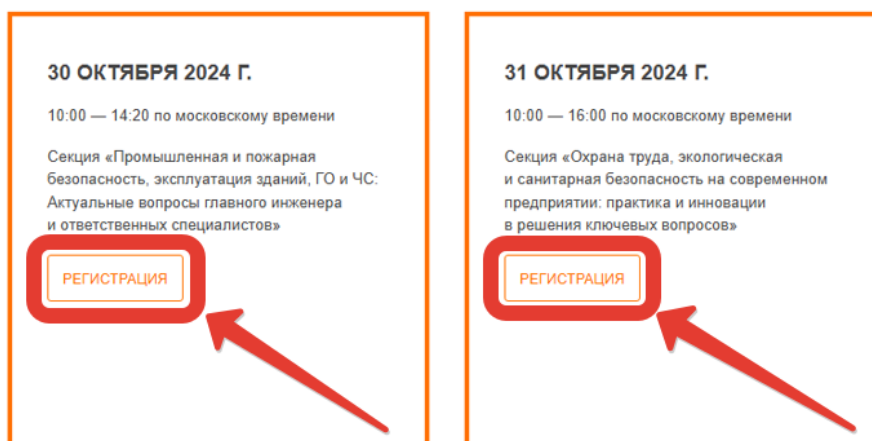 30 ОКТЯБРЯ 2024 Г.
10:00 — 14:20 по московскому времени
Секция «Промышленная и пожарная
безопасность, эксплуатация зданий, ГО и ЧС:
Актуальные вопросы главного инженера
и ответственных специалистов»
РЕГИСТРАЦИЯ
31 ОКТЯБРЯ 2024 Г.
10:00 — 16:00 по московскому времени
Секция «Охрана труда, экологическая
и санитарная безопасность на современном
предприятии: практика и инновации
в решения ключевых вопросов»
РЕГИСТРАЦИЯ